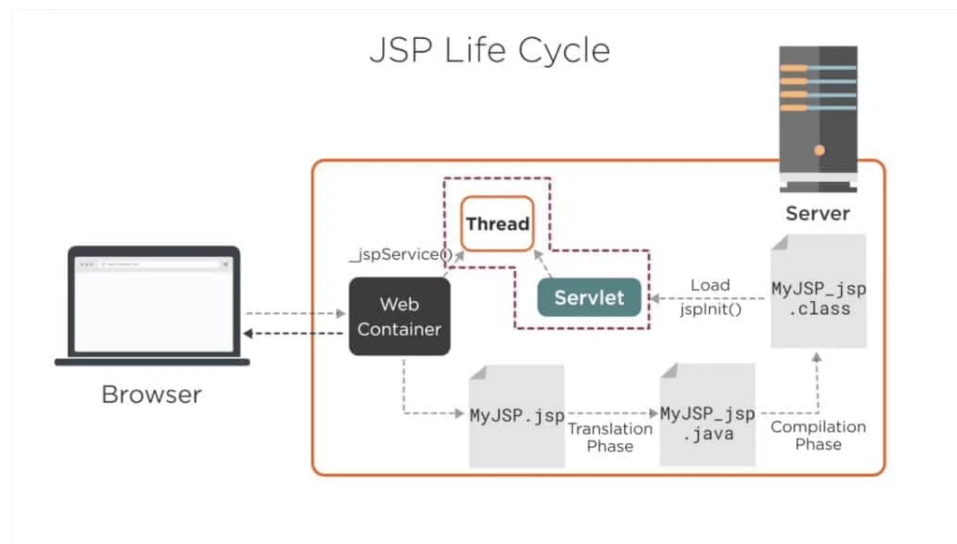 JSP Life Cycle
Server
Thread
_jspService()
Servlet
Load
jspInit()
MyJSP_jsp
.class
Web
Container
Browser
MyJSP.jsp
Translation
Phase
MyJSP_jsp
.java
Compilation
Phase